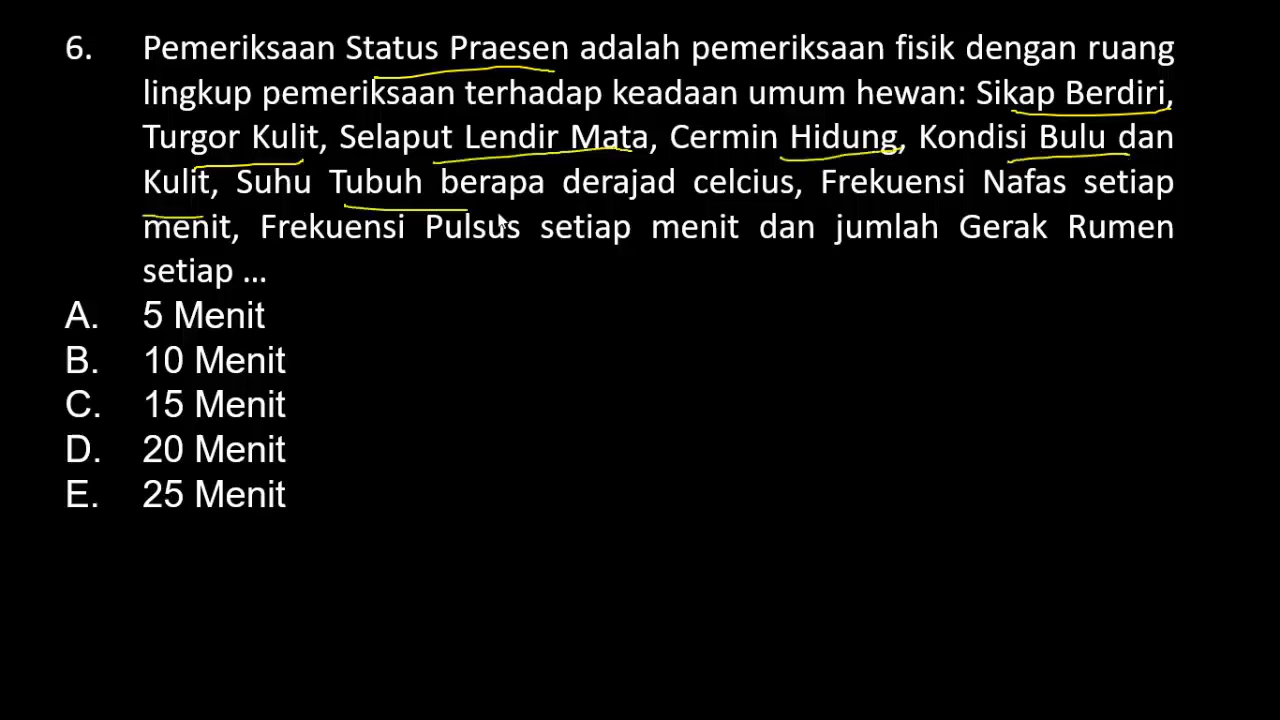 6. Pemeriksaan Status Praesen adalah pemeriksaan fisik dengan ruang
lingkup pemeriksaan terhadap keadaan umum hewan: Sikap Berdiri,
Turgor Kulit, Selaput Lendir Mata, Cermin Hidung, Kondisi Bulu dan
Kulit, Suhu Tubuh berapa derajad celcius, Frekuensi Nafas setiap
menit, Frekuensi Pulsus setiap menit dan jumlah Gerak Rumen
setiap ...
A. 5 Menit
B. 10 Menit
C. 15 Menit
D. 20 Menit
E. 25 Menit